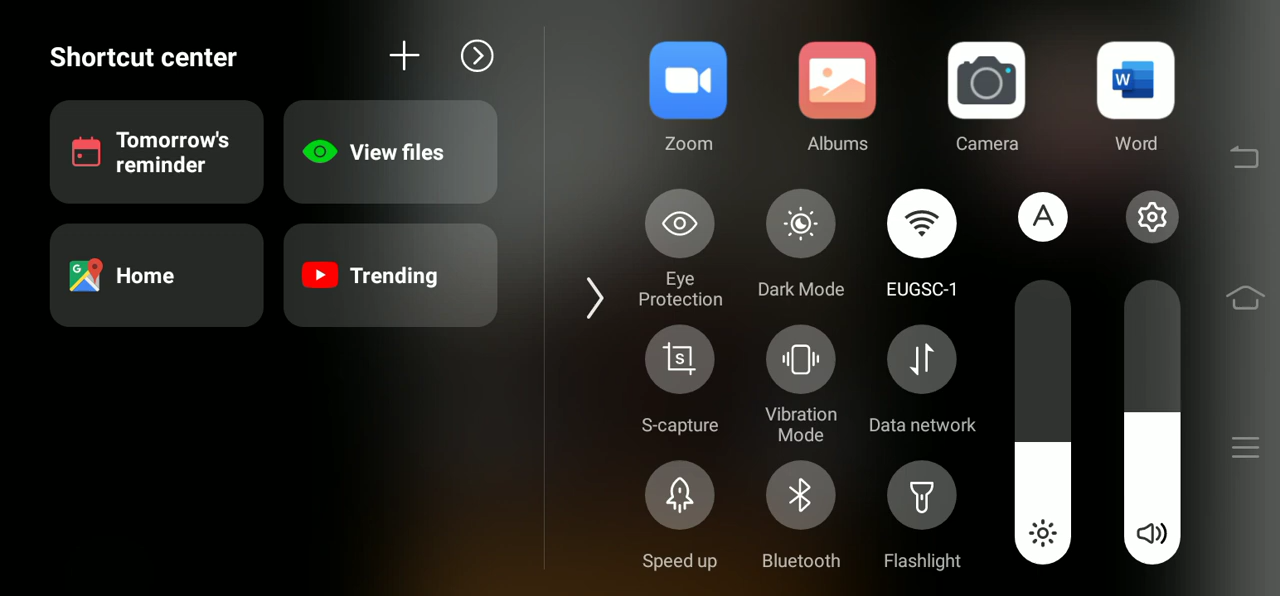 Shortcut center
Tomorrow's
reminder
View files
Home
Trending
Zoom
Albums
Camera
W
Word
Eye
Protection
Dark Mode
EUGSC-1
A
S
S-capture
Vibration
Mode
Data network
Speed up
Bluetooth
Flashlight
G